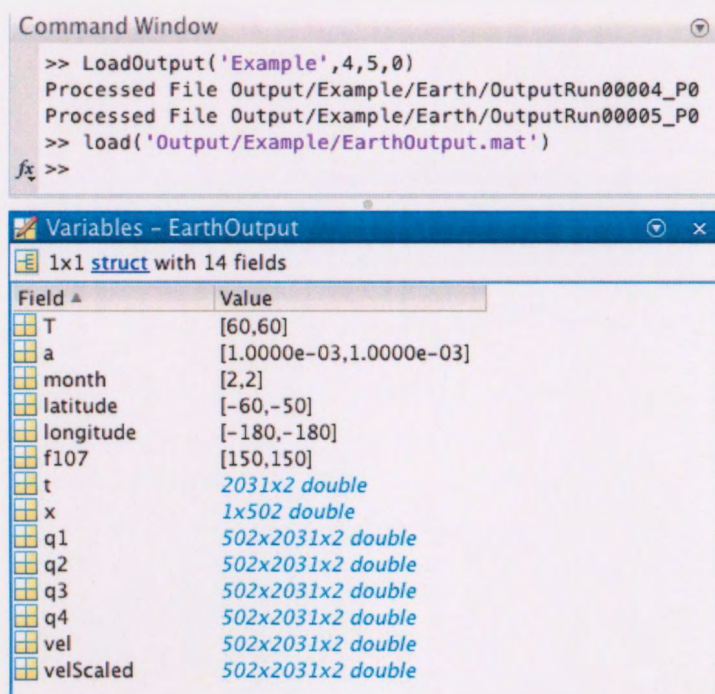 Command Window
>> LoadOutput('Example',4,5,0)
Processed File Output/Example/Earth/OutputRun00004_P0
Processed File Output/Example/Earth/OutputRun00005_P0
>> load('Output/Example/EarthOutput.mat')
fx >>
Variables - EarthOutput
1x1 struct with 14 fields
Field Value
T [60,60]
a [1.0000e-03,1.0000e-03]
month [2,2]
latitude [-60,-50]
longitude [-180,-180]
f107 [150,150]
t 2031x2 double
x 1x502 double
q1 502x2031x2 double
q2 502x2031x2 double
q3 502x2031x2 double
q4 502x2031x2 double
vel 502x2031x2 double
velScaled 502x2031x2 double